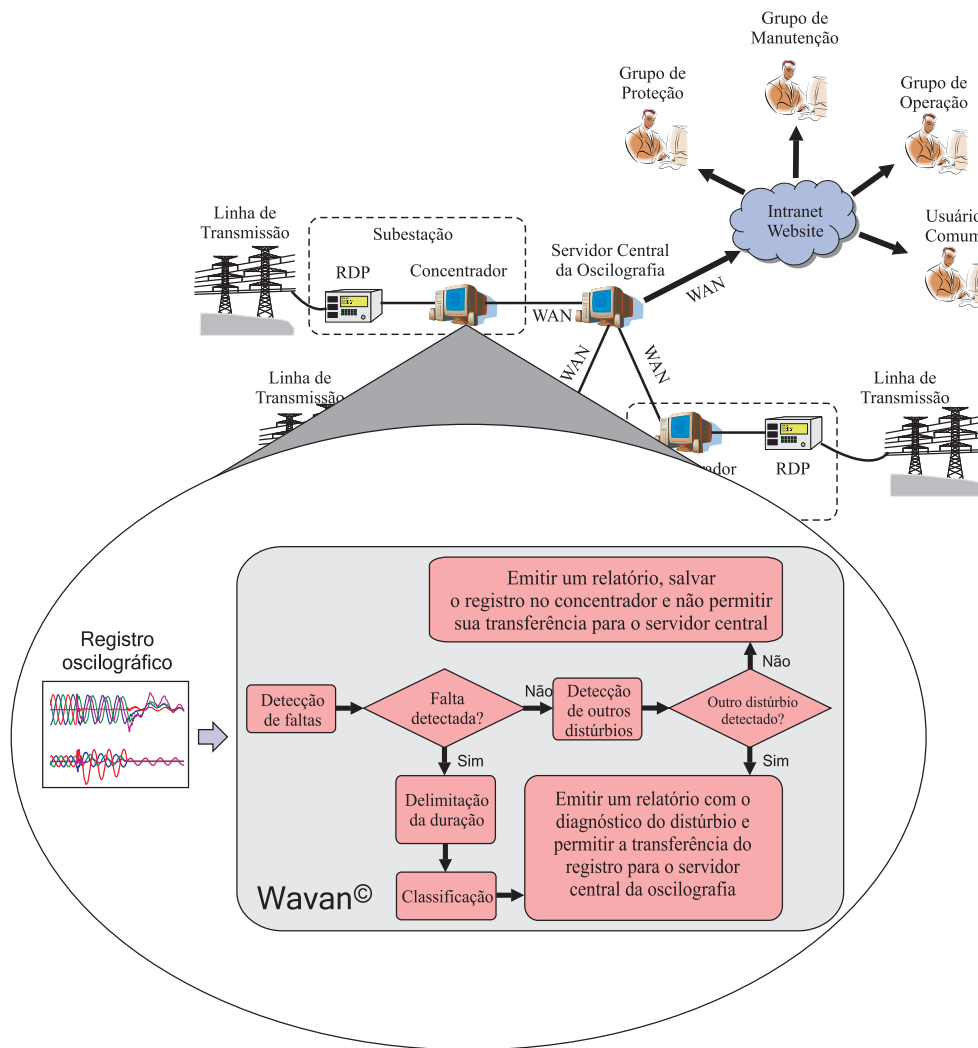 Grupo de
Manutenção
Grupo de
Proteção
Grupo de
Operação
Intranet
Website
Usuário
Comum
Linha de
Transmissão
Subestação
RDP
Concentrador
Servidor Central
da Oscilografia
WAN
WAN
WAN
WAN
Linha de
Transmissão
Linha de
Transmissão
rador
RDP
Emitir um relatório, salvar
o registro no concentrador e não permitir
sua transferência para o servidor central
Registro
oscilográfico
Detecção
de faltas
Falta
detectada?
Não
Detecção
de outros
distúrbios
Outro distúrbio
detectado?
Não
Sim
Sim
Delimitação
da duração
Classificação
Emitir um relatório com o
diagnóstico do distúrbio e
permitir a transferência do
registro para o servidor
central da oscilografia
Wavan©